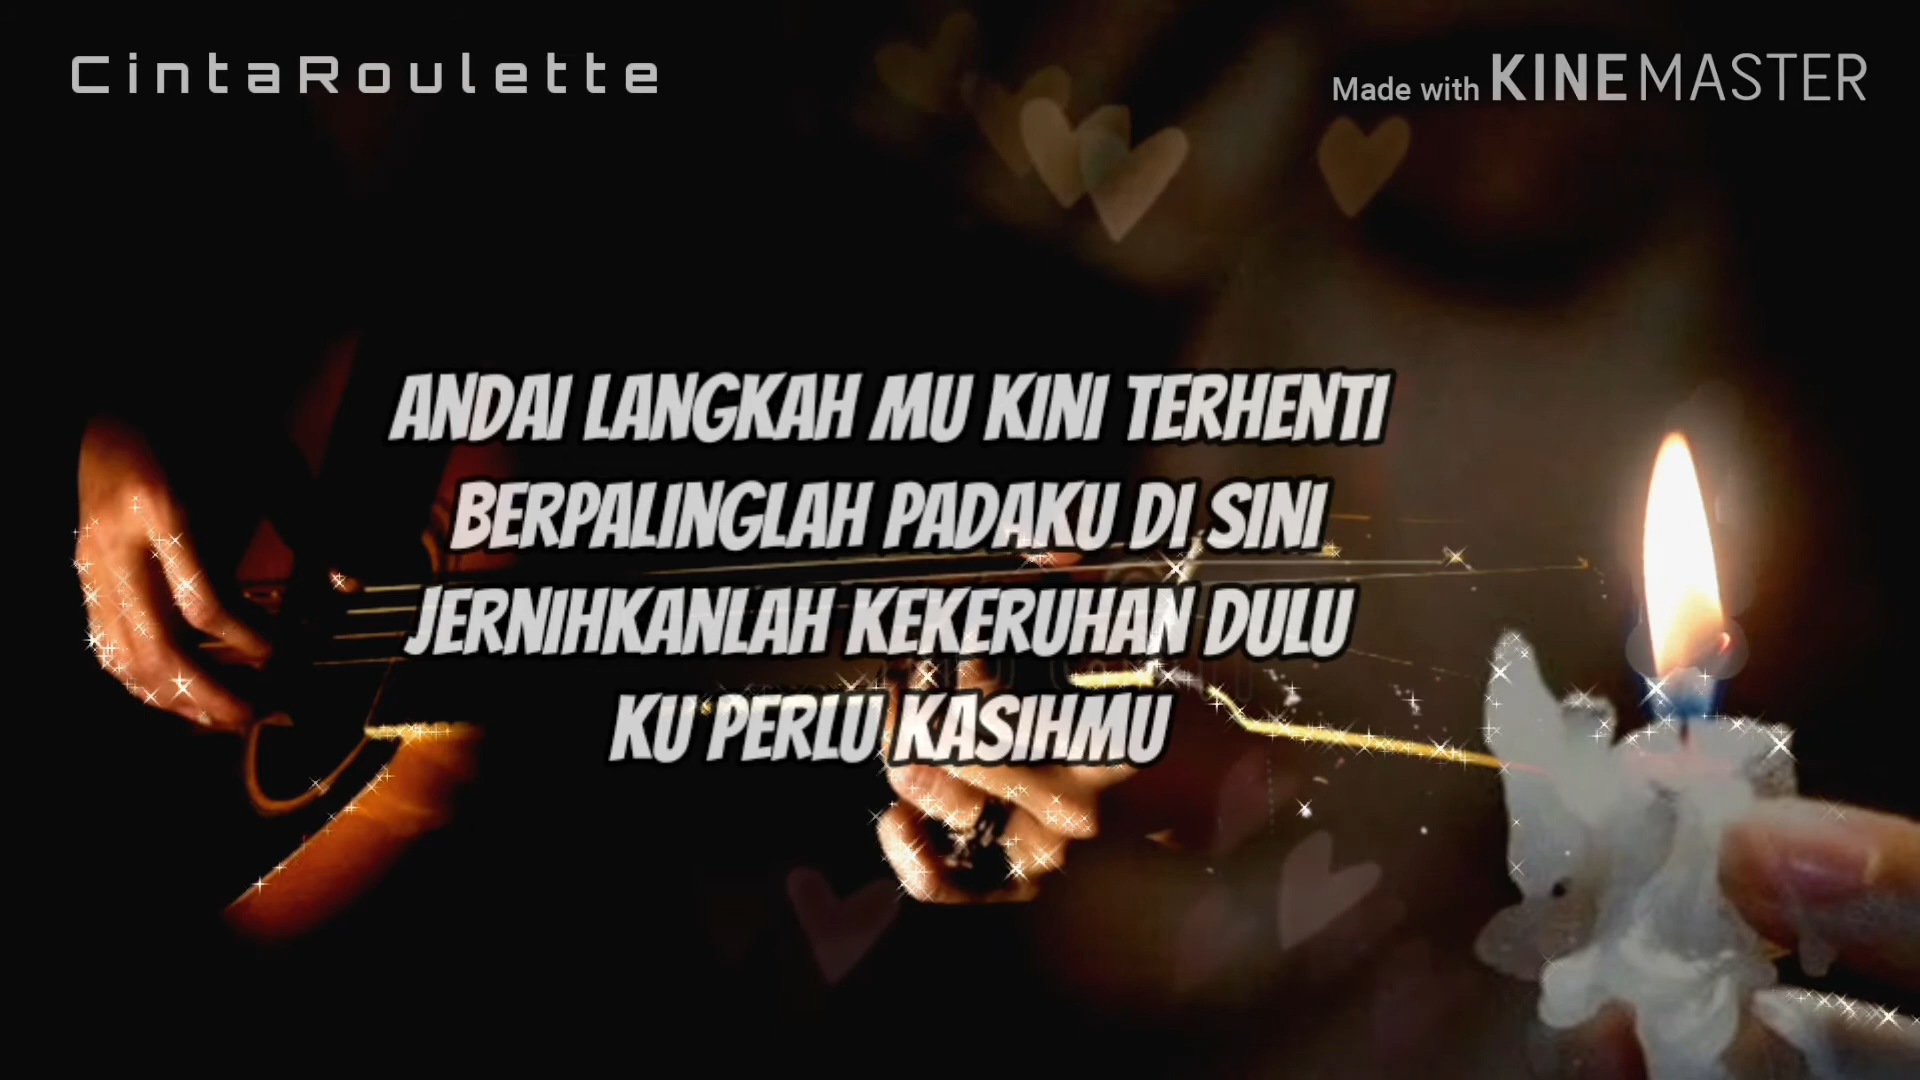 CintaRoulette
Made with KINEMASTER
ANDAI LANGKAH MU KINI TERHENTI
BERPALINGLAH PADAKU DI SINI
JERNIHKANLAH KEKERUHAN DULU
KU PERLU KASIHMU